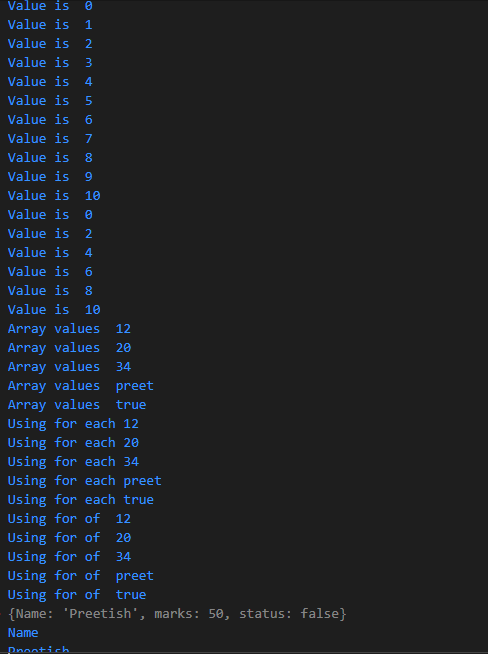 Value is  0
Value is  1
Value is  2
Value is  3
Value is  4
Value is  5
Value is  6
Value is  7
Value is  8
Value is  9
Value is  10
Value is  0
Value is  2
Value is  4
Value is  6
Value is  8
Value is  10
Array values  12
Array values  20
Array values  34
Array values  preet
Array values  true
Using for each 12
Using for each 20
Using for each 34
Using for each preet
Using for each true
Using for of  12
Using for of  20
Using for of  34
Using for of  preet
Using for of  true
{Name: 'Preetish', marks: 50, status: false}
Name
Preetish